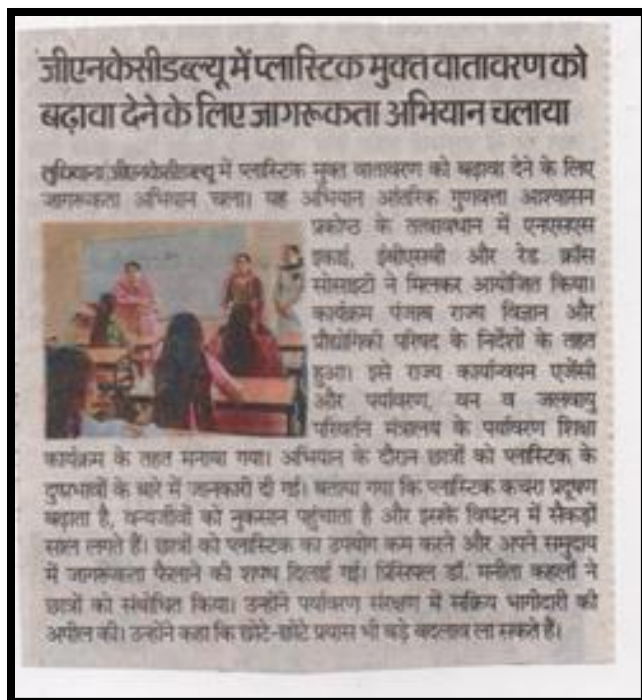 जीएनकेसीडब्ल्यू में प्लास्टिक मुक्त वातावरण को
बढ़ावा देने के लिए जागरूकता अभियान चलाया
लुधियाना|जीएनकेसीडब्ल्यू में प्लास्टिक मुक्त वातावरण को बढ़ावा देने के लिए
जागरूकता अभियान चला। यह अभियान आंतरिक गुणवत्ता आश्वासन
प्रकोष्ठ के तत्वावधान में एनएसएस
इकाई, ईबीएसबी और रेड क्रॉस
सोसाइटी ने मिलकर आयोजित किया।
कार्यक्रम पंजाब राज्य विज्ञान और
प्रौद्योगिकी परिषद के निर्देशों के तहत
हुआ। इसे राज्य कार्यान्वयन एजेंसी
और पर्यावरण, वन व जलवायु
परिवर्तन मंत्रालय के पर्यावरण शिक्षा
कार्यक्रम के तहत मनाया गया। अभियान के दौरान छात्रों को प्लास्टिक के
दुष्प्रभावों के बारे में जानकारी दी गई। बताया गया कि प्लास्टिक कचरा प्रदूषण
बढ़ाता है, वन्यजीवों को नुकसान पहुंचाता है और इसके विघटन में सैकड़ों
साल लगते हैं। छात्रों को प्लास्टिक का उपयोग कम करने और अपने समुदाय
में जागरूकता फैलाने की शपथ दिलाई गई। प्रिंसिपल डॉ. मनीता कहलों ने
छात्रों को संबोधित किया। उन्होंने पर्यावरण संरक्षण में सक्रिय भागीदारी की
अपील की। उन्होंने कहा कि छोटे-छोटे प्रयास भी बड़े बदलाव ला सकते हैं।